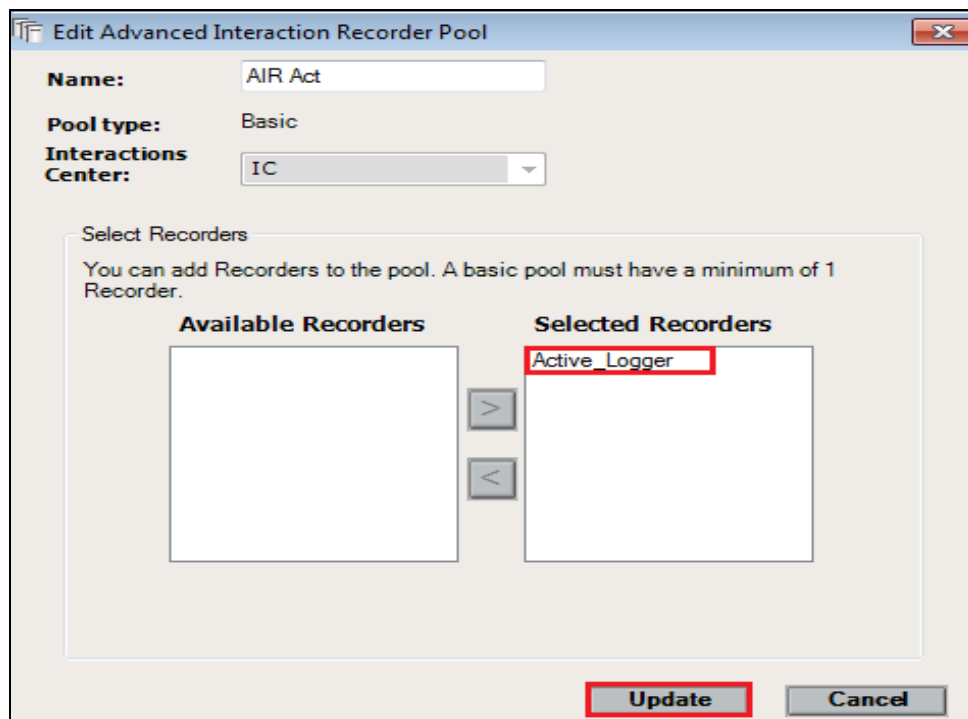 Edit Advanced Interaction Recorder Pool
Name: AIR Act
Pool type: Basic
Interactions
Center: IC
Select Recorders
You can add Recorders to the pool. A basic pool must have a minimum of 1
Recorder.
Available Recorders Selected Recorders
Active_Logger
>
<
Update Cancel